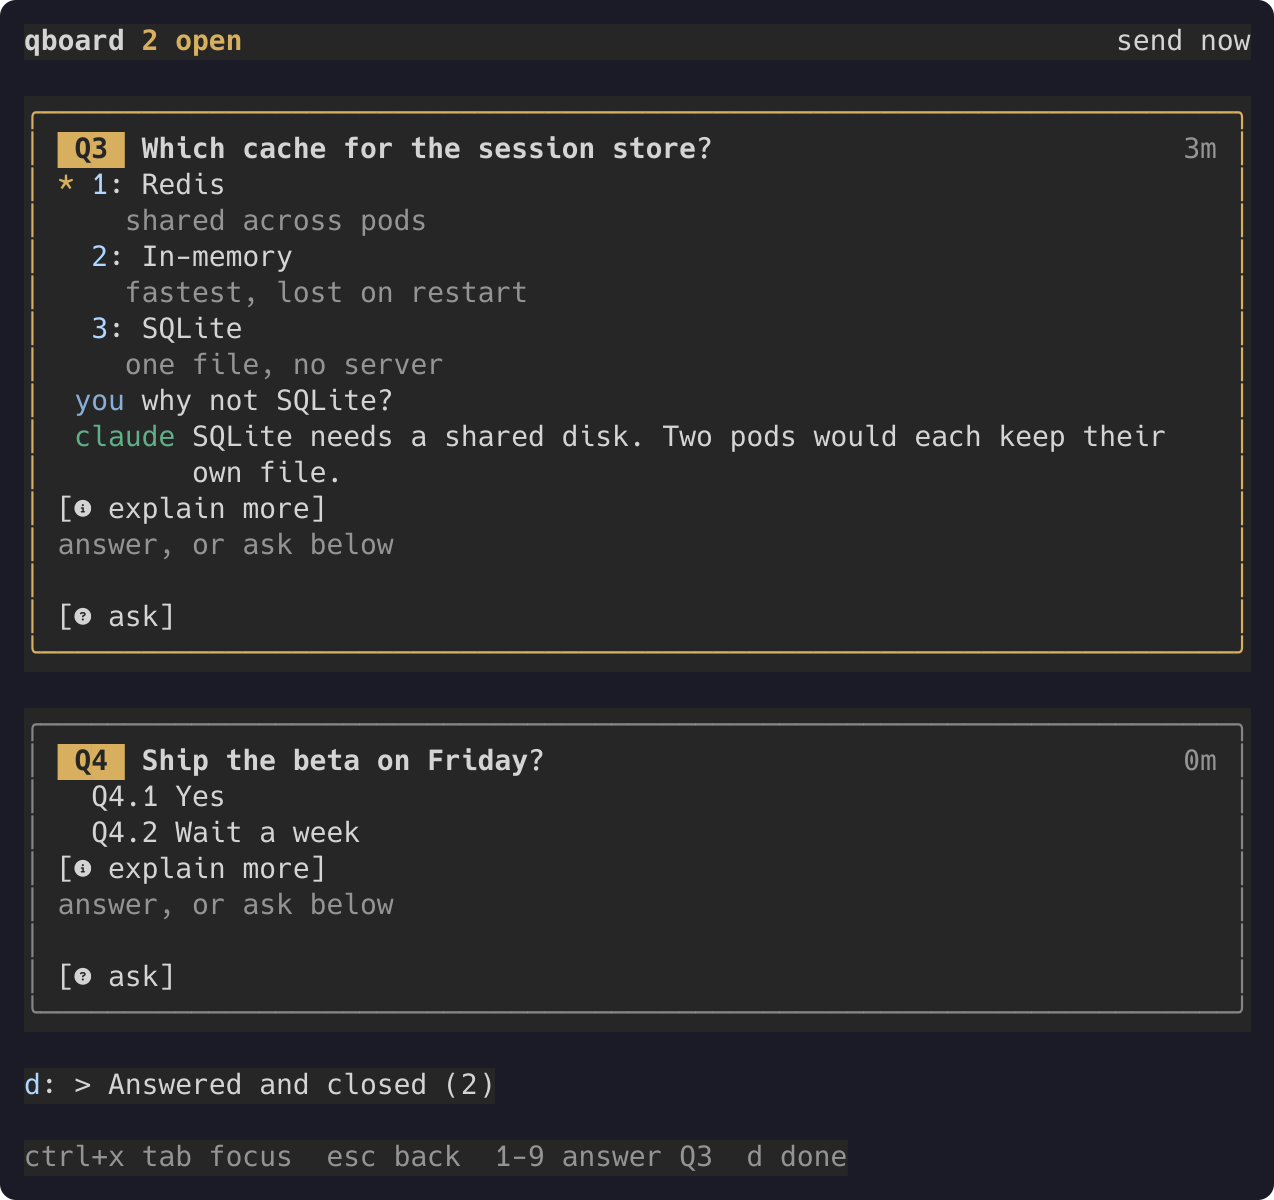 qboard 2 open send now
Q3 Which cache for the session store? 3m
* 1: Redis
shared across pods
2: In-memory
fastest, lost on restart
3: SQLite
one file, no server
you why not SQLite?
claude SQLite needs a shared disk. Two pods would each keep their
own file.
[i explain more]
answer, or ask below
[? ask]
Q4 Ship the beta on Friday? 0m
Q4.1 Yes
Q4.2 Wait a week
[i explain more]
answer, or ask below
[? ask]
d: > Answered and closed (2)
ctrl+x tab focus  esc back  1-9 answer Q3  d done